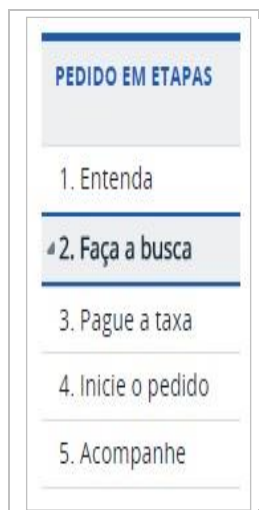 PEDIDO EM ETAPAS
1. Entenda
2. Faça a busca
3. Pague a taxa
4. Inicie o pedido
5. Acompanhe